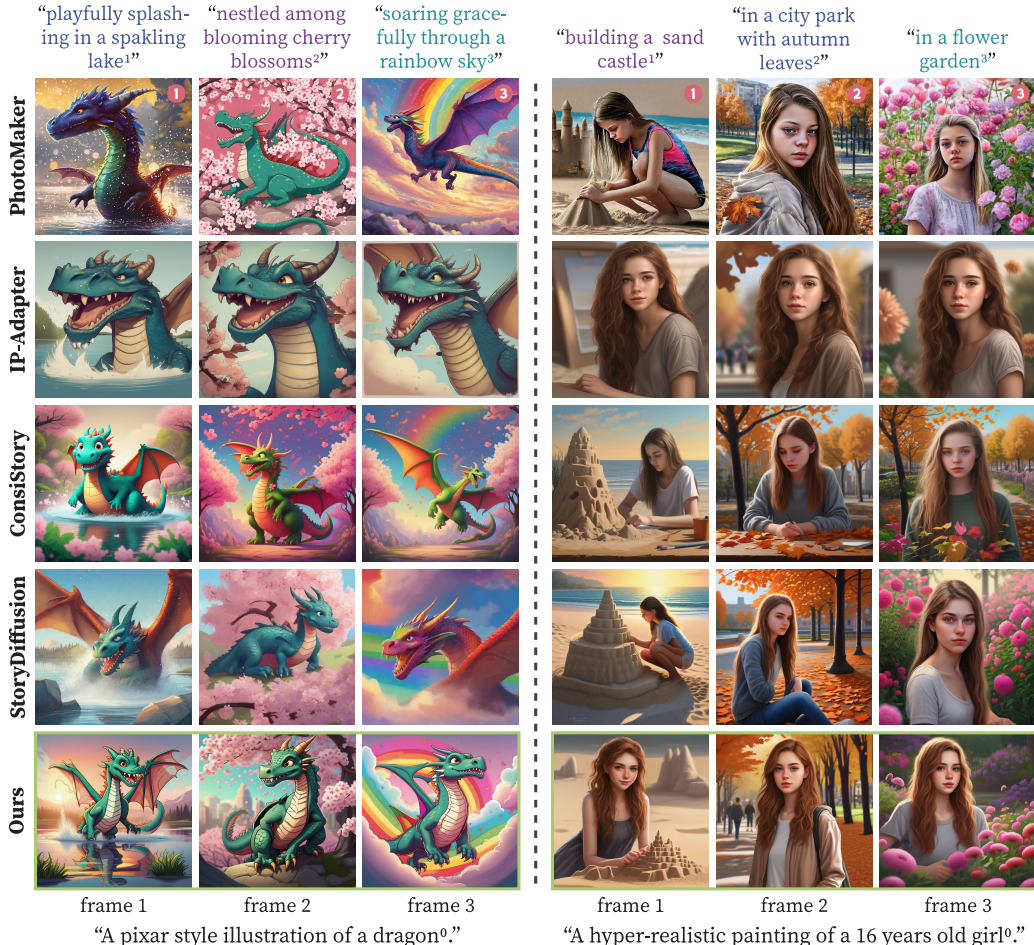 “playfully splash-
ing in a spakling
lake¹”
“nestled among
blooming cherry
blossoms²”
“soaring grace-
fully through a
rainbow sky³”
“building a sand
castle¹”
“in a city park
with autumn
leaves²”
“in a flower
garden³”
PhotoMaker
1
2
3
1
2
3
IP-Adapter
ConsiStory
StoryDiffusion
Ours
frame 1
frame 2
frame 3
frame 1
frame 2
frame 3
“A pixar style illustration of a dragon⁰.”
“A hyper-realistic painting of a 16 years old girl⁰.”